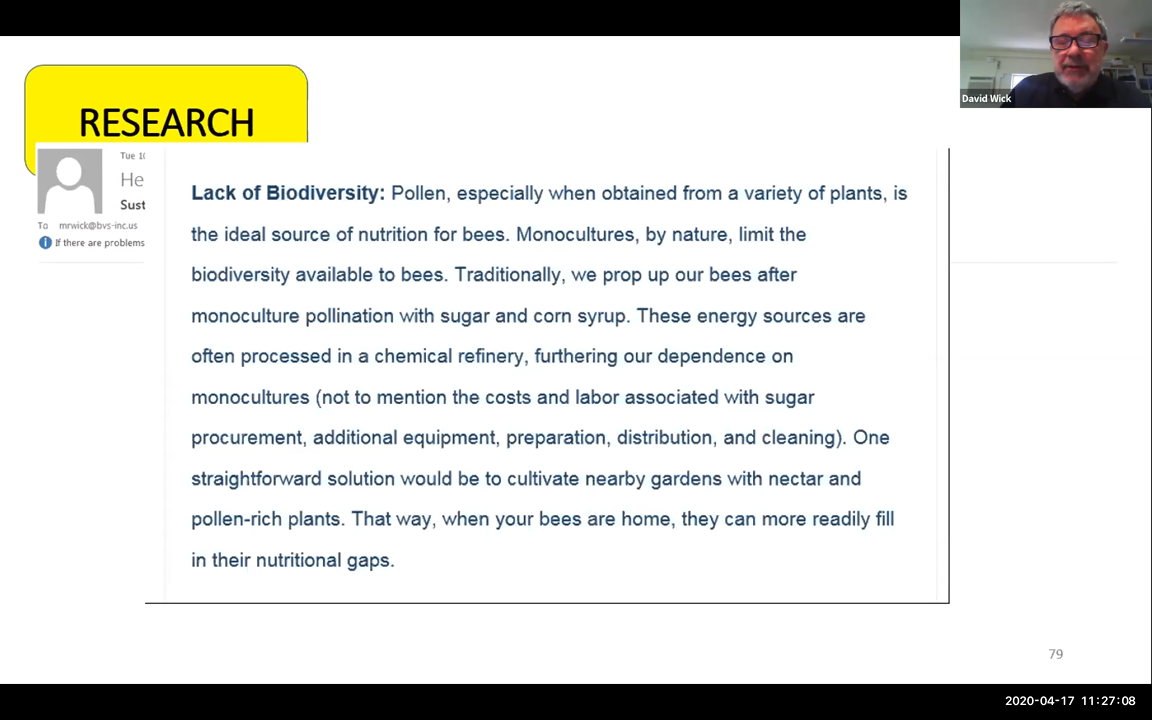 David Wick
RESEARCH
Tue 10
He
Sust
To mrwick@bvs-inc.us
If there are problems
Lack of Biodiversity: Pollen, especially when obtained from a variety of plants, is
the ideal source of nutrition for bees. Monocultures, by nature, limit the
biodiversity available to bees. Traditionally, we prop up our bees after
monoculture pollination with sugar and corn syrup. These energy sources are
often processed in a chemical refinery, furthering our dependence on
monocultures (not to mention the costs and labor associated with sugar
procurement, additional equipment, preparation, distribution, and cleaning). One
straightforward solution would be to cultivate nearby gardens with nectar and
pollen-rich plants. That way, when your bees are home, they can more readily fill
in their nutritional gaps.
79
2020-04-17 11:27:08